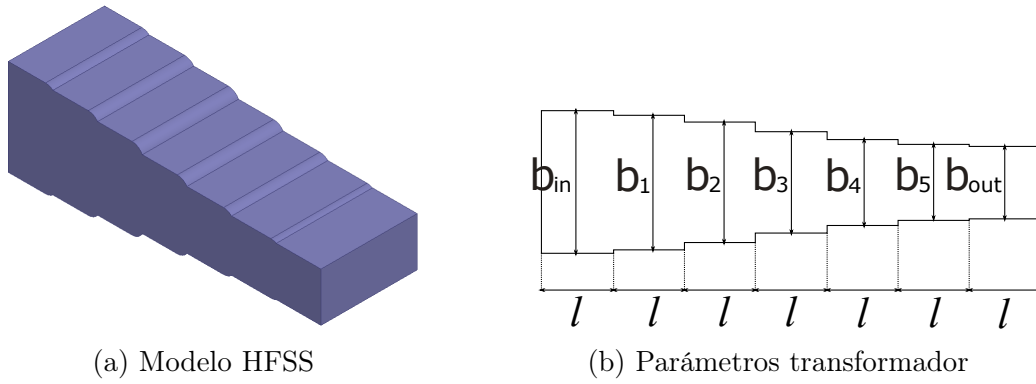 b_in b_1 b_2 b_3 b_4 b_5 b_out
l l l l l l l
(a) Modelo HFSS
(b) Parámetros transformador